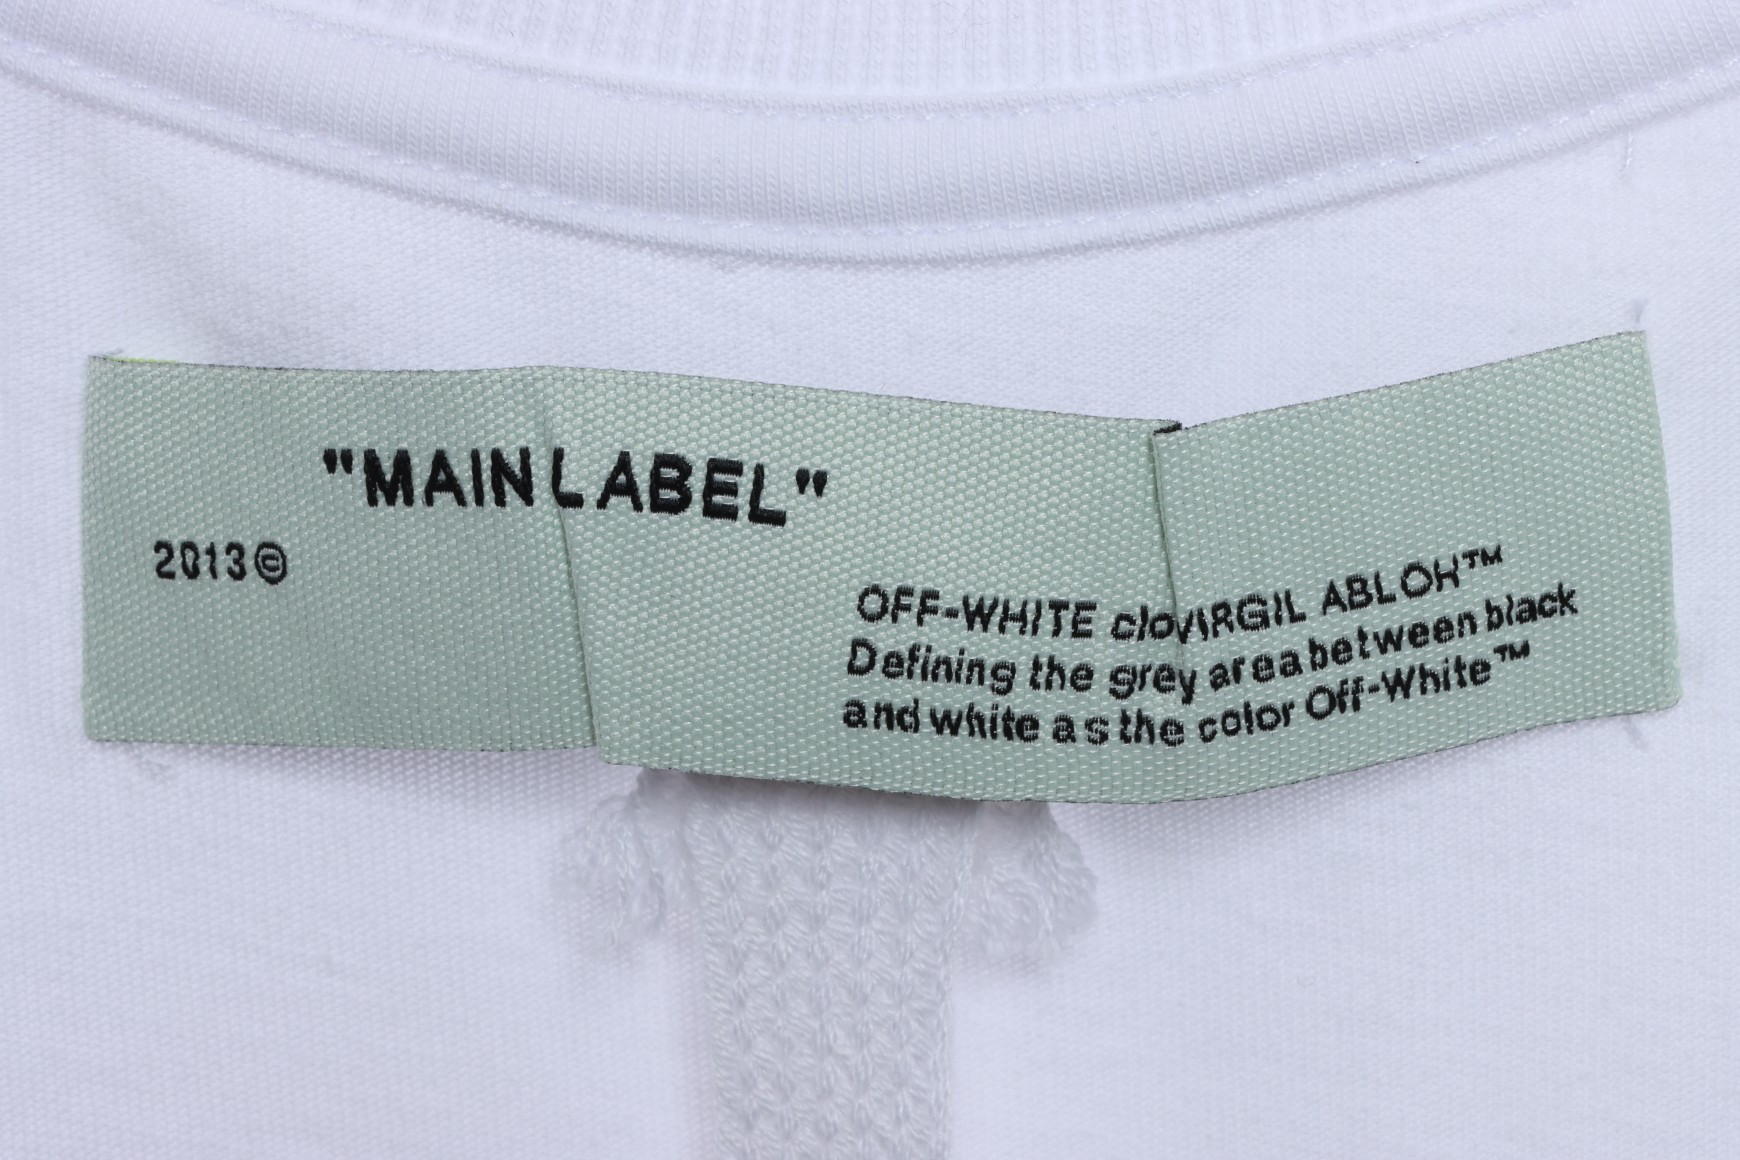 "MAIN LABEL"
2013©
OFF-WHITE c/o VIRGIL ABLOH™
Defining the grey area between black
and white as the color Off-White™